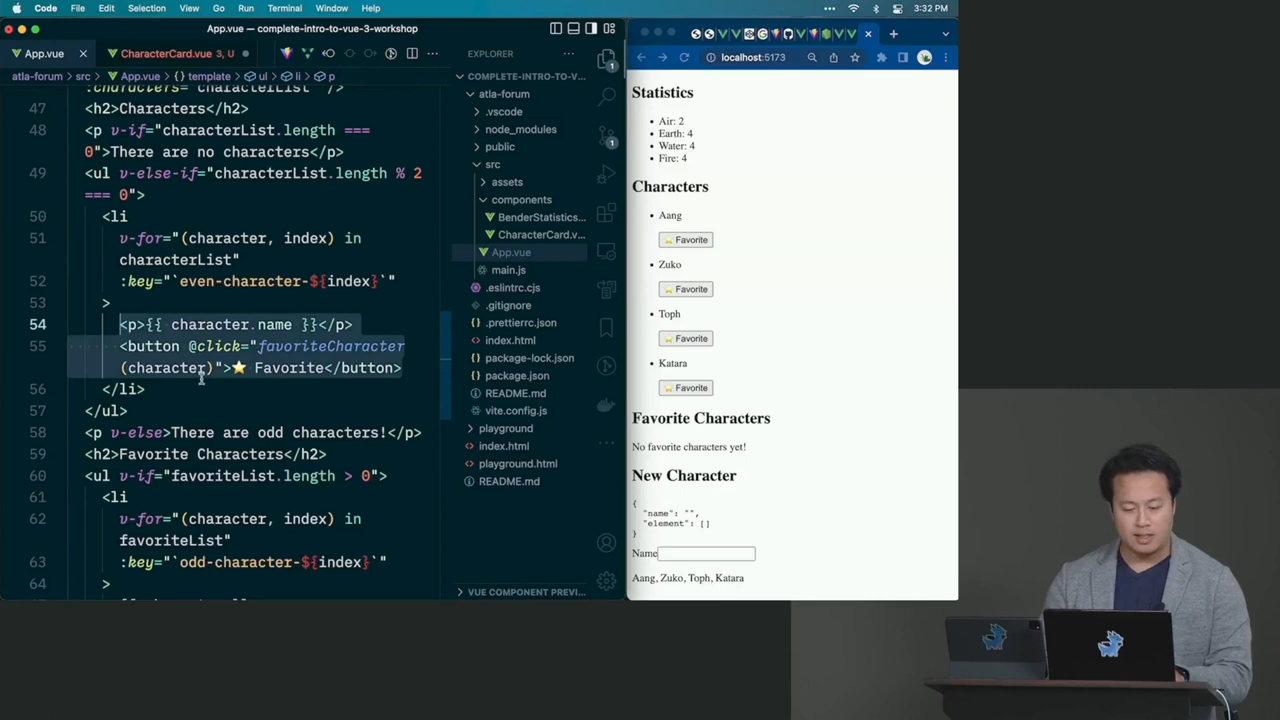 Code File Edit Selection View Go Run Terminal Window Help 3:32 PM
App.vue — complete-intro-to-vue-3-workshop
App.vue CharacterCard.vue 3, U
atla-forum > src > App.vue > {} template > ul > li > p
:characters="characterList" />
47 <h2>Characters</h2>
48 <p v-if="characterList.length ===
0">There are no characters</p>
49 <ul v-else-if="characterList.length % 2
=== 0">
50 <li
51 v-for="(character, index) in
characterList"
52 :key="`even-character-${index}`"
53 >
54 <p>{{ character.name }}</p>
55 <button @click="favoriteCharacter
(character)">⭐ Favorite</button>
56 </li>
57 </ul>
58 <p v-else>There are odd characters!</p>
59 <h2>Favorite Characters</h2>
60 <ul v-if="favoriteList.length > 0">
61 <li
62 v-for="(character, index) in
favoriteList"
63 :key="`odd-character-${index}`"
64 >
EXPLORER
COMPLETE-INTRO-TO-V...
atla-forum
.vscode
node_modules
public
src
assets
components
BenderStatistics...
CharacterCard.v...
App.vue
main.js
.eslintrc.cjs
.gitignore
.prettierrc.json
index.html
package-lock.json
package.json
README.md
vite.config.js
playground
index.html
playground.html
README.md
VUE COMPONENT PREVI...
1
1
localhost:5173
Statistics
Air: 2
Earth: 4
Water: 4
Fire: 4
Characters
Aang
⭐ Favorite
Zuko
⭐ Favorite
Toph
⭐ Favorite
Katara
⭐ Favorite
Favorite Characters
No favorite characters yet!
New Character
{
"name": "",
"element": []
}
Name
Aang, Zuko, Toph, Katara